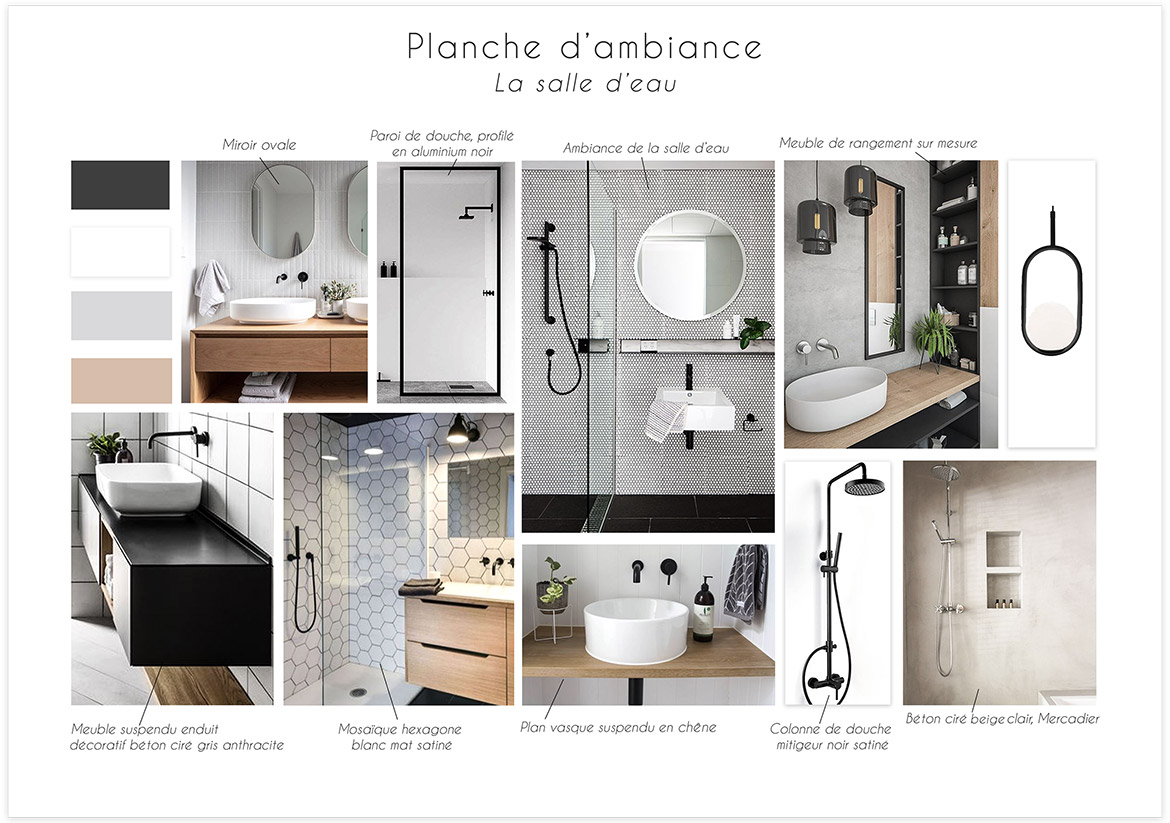 Planche d'ambiance
La salle d'eau
Miroir ovale
Paroi de douche, profilé
en aluminium noir
Ambiance de la salle d'eau
Meuble de rangement sur mesure
Meuble suspendu enduit
décoratif béton ciré gris anthracite
Mosaïque hexagone
blanc mat satiné
Plan vasque suspendu en chêne
Colonne de douche
mitigeur noir satiné
Béton ciré beige clair, Mercadier